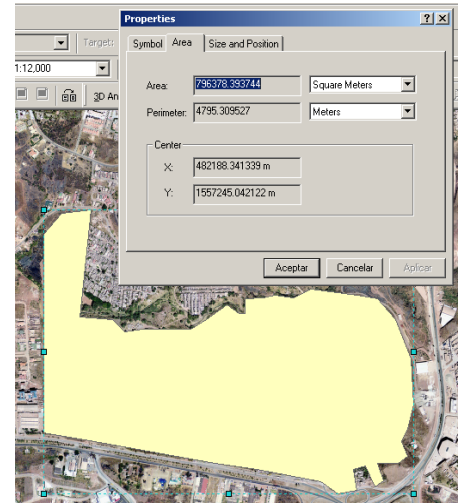 Properties
Target:
1:12,000
3D An
Symbol
Area
Size and Position
Area:
796378.393744
Square Meters
Perimeter:
4795.309527
Meters
Center
X:
482188.341339 m
Y:
1557245.042122 m
Aceptar
Cancelar
Aplicar